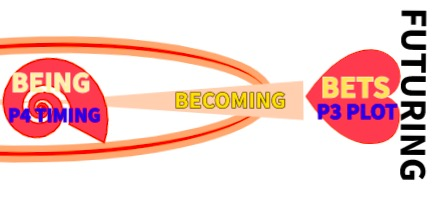 BEING
P4 TIMING
BECOMING
BETS
P3 PLOT
FUTURING